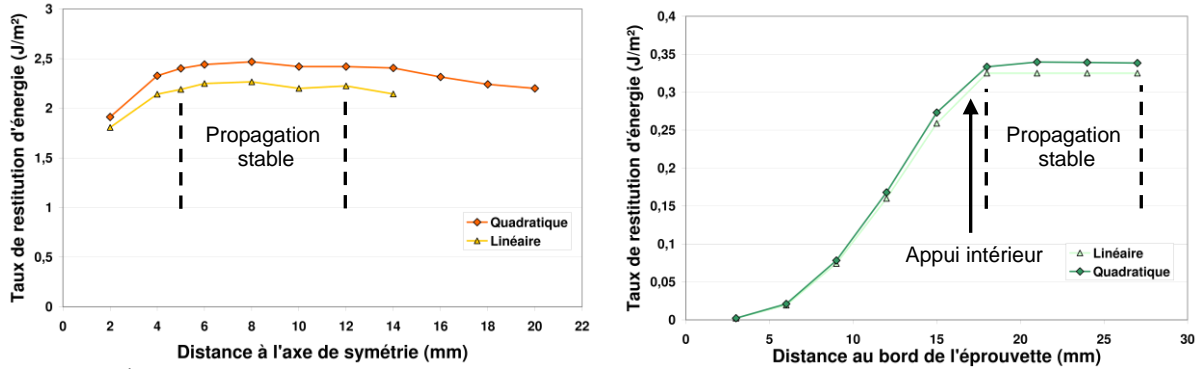 Taux de restitution d'énergie (J/m²)
3
2,5
2
1,5
1
0,5
0
0 2 4 6 8 10 12 14 16 18 20 22
Distance à l'axe de symétrie (mm)
Propagation
stable
Quadratique
Linéaire
Taux de restitution d'énergie (J/m²)
0,4
0,35
0,3
0,25
0,2
0,15
0,1
0,05
0
0 5 10 15 20 25 30
Distance au bord de l'éprouvette (mm)
Propagation
stable
Appui intérieur
Linéaire
Quadratique